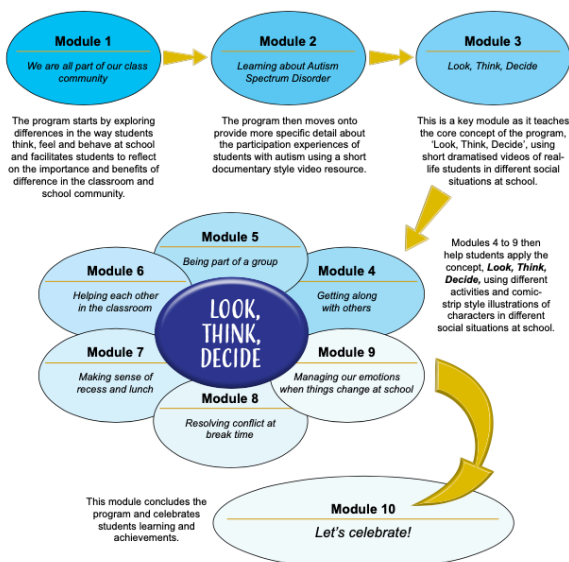 Module 1
We are all part of our class
community
Module 2
Learning about Autism
Spectrum Disorder
Module 3
Look, Think, Decide
The program starts by exploring
differences in the way students
think, feel and behave at school
and facilitates students to reflect
on the importance and benefits
of difference in the classroom and
school community.
The program then moves onto
provide more specific detail about
the participation experiences of
students with autism using a short
documentary style video resource.
This is a key module as it teaches
the core concept of the program,
‘Look, Think, Decide’, using
short dramatised videos of real-
life students in different social
situations at school.
Modules 4 to 9 then
help students apply the
concept, Look, Think,
Decide, using different
activities and comic-
strip style illustrations of
characters in different
social situations at school.
Module 5
Being part of a group
Module 6
Helping each other
in the classroom
Module 4
Getting along
with others
LOOK,
THINK,
DECIDE
Module 7
Making sense of
recess and lunch
Module 9
Managing our emotions
when things change at school
Module 8
Resolving conflict at
break time
This module concludes the
program and celebrates
students learning and
achievements.
Module 10
Let’s celebrate!